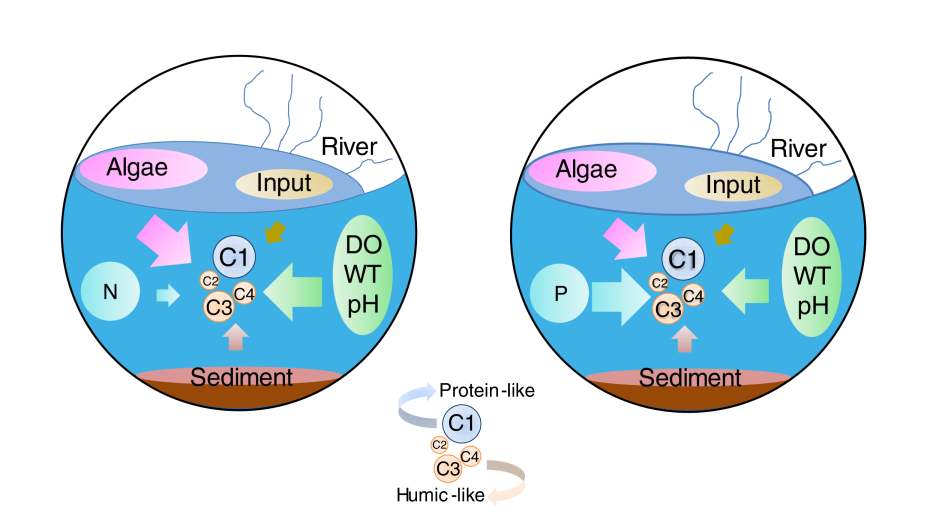 River
Algae
Input
C1
DO
WT
pH
N
C2
C4
C3
Sediment
River
Algae
Input
C1
DO
WT
pH
P
C2
C4
C3
Sediment
Protein-like
C1
C2
C4
C3
Humic-like